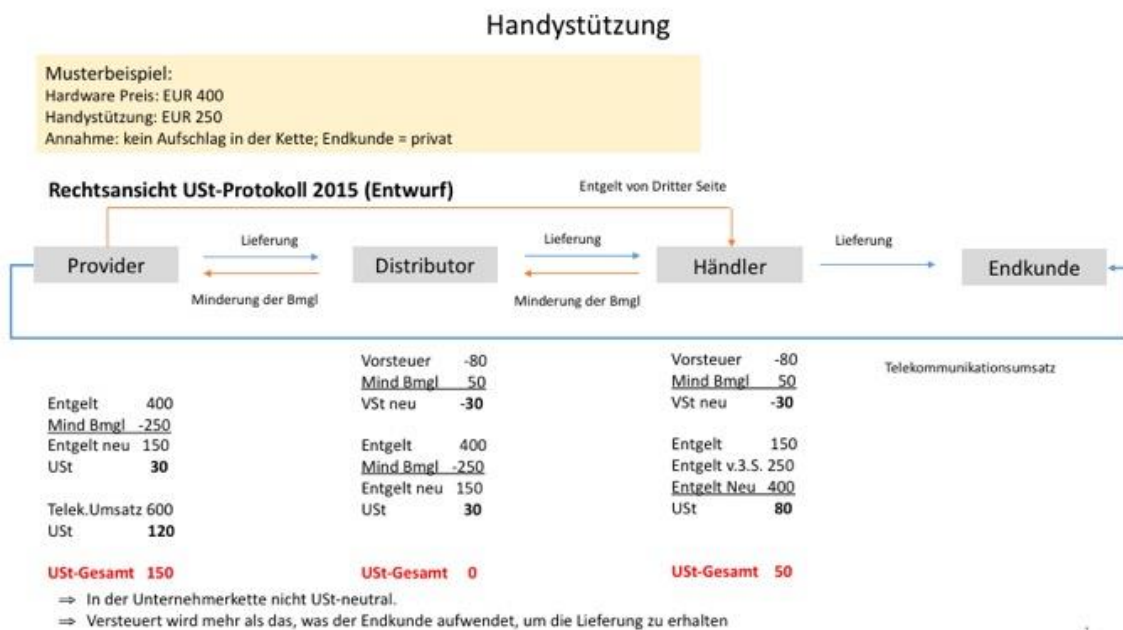 Handystützung
Musterbeispiel:
Hardware Preis: EUR 400
Handystützung: EUR 250
Annahme: kein Aufschlag in der Kette; Endkunde = privat
Rechtsansicht USt-Protokoll 2015 (Entwurf)
Entgelt von Dritter Seite
Provider
Lieferung
Minderung der Bmgl
Distributor
Lieferung
Minderung der Bmgl
Händler
Lieferung
Endkunde
Telekommunikationsumsatz
Entgelt 400
Mind Bmgl -250
Entgelt neu 150
USt 30
Telek.Umsatz 600
USt 120
USt-Gesamt 150
Vorsteuer -80
Mind Bmgl 50
VSt neu -30
Entgelt 400
Mind Bmgl -250
Entgelt neu 150
USt 30
USt-Gesamt 0
Vorsteuer -80
Mind Bmgl 50
VSt neu -30
Entgelt 150
Entgelt v.3.S. 250
Entgelt Neu 400
USt 80
USt-Gesamt 50
⇒ In der Unternehmerkette nicht USt-neutral.
⇒ Versteuert wird mehr als das, was der Endkunde aufwendet, um die Lieferung zu erhalten